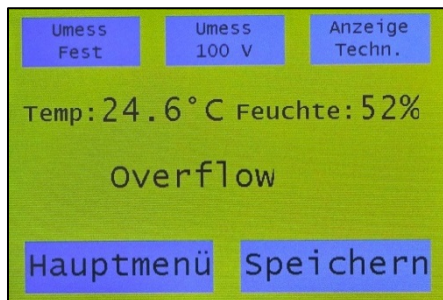 Umess Fest
Umess 100 V
Anzeige Techn.
Temp: 24.6°C Feuchte: 52%
Overflow
Hauptmenü
Speichern